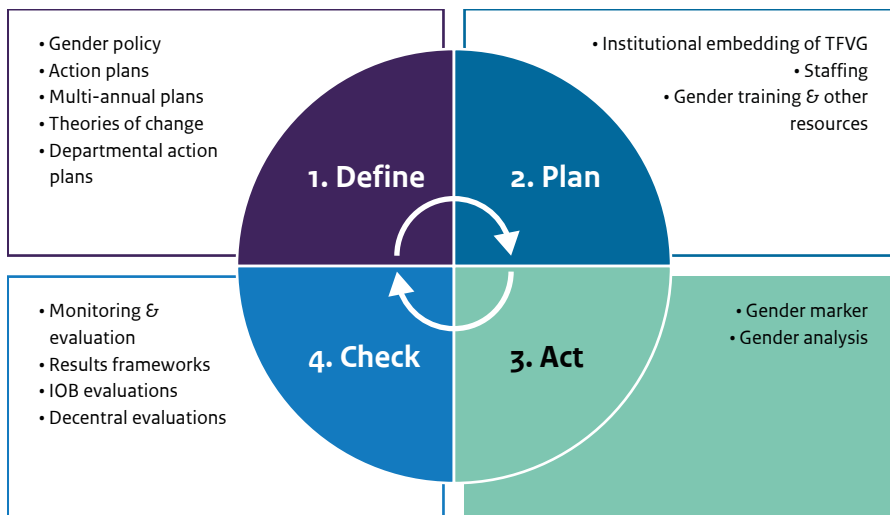 • Gender policy
• Action plans
• Multi-annual plans
• Theories of change
• Departmental action
plans
1. Define
• Institutional embedding of TFVG
• Staffing
• Gender training & other
resources
2. Plan
• Monitoring &
evaluation
• Results frameworks
• IOB evaluations
• Decentral evaluations
4. Check
• Gender marker
• Gender analysis
3. Act